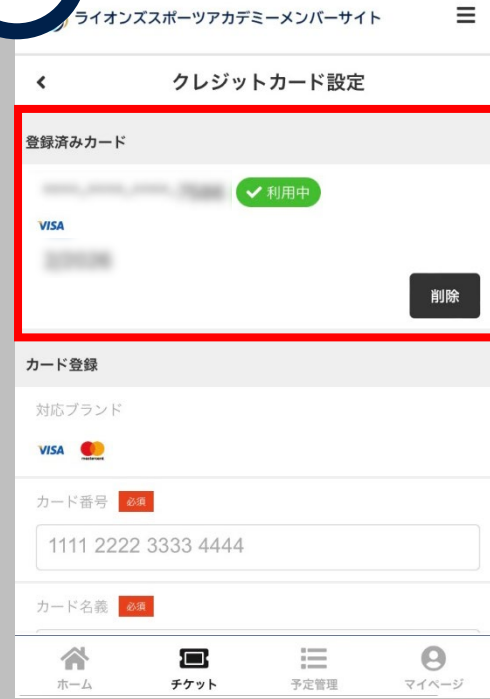 ライオンズスポーツアカデミーメンバーサイト
クレジットカード設定
登録済みカード
利用中
VISA
削除
カード登録
対応ブランド
VISA mastercard
カード番号 必須
1111 2222 3333 4444
カード名義 必須
ホーム チケット 予定管理 マイページ